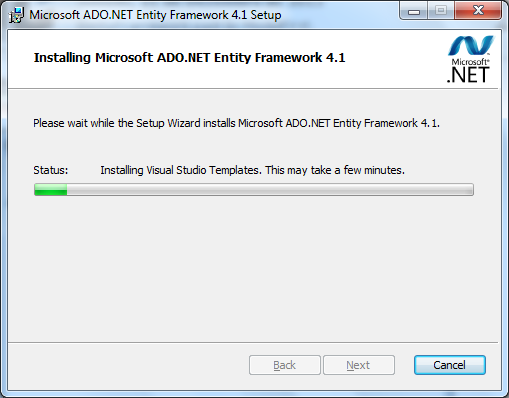 Microsoft ADO.NET Entity Framework 4.1 Setup
Installing Microsoft ADO.NET Entity Framework 4.1
Microsoft®
.NET
Please wait while the Setup Wizard installs Microsoft ADO.NET Entity Framework 4.1.
Status: Installing Visual Studio Templates. This may take a few minutes.
Back Next Cancel